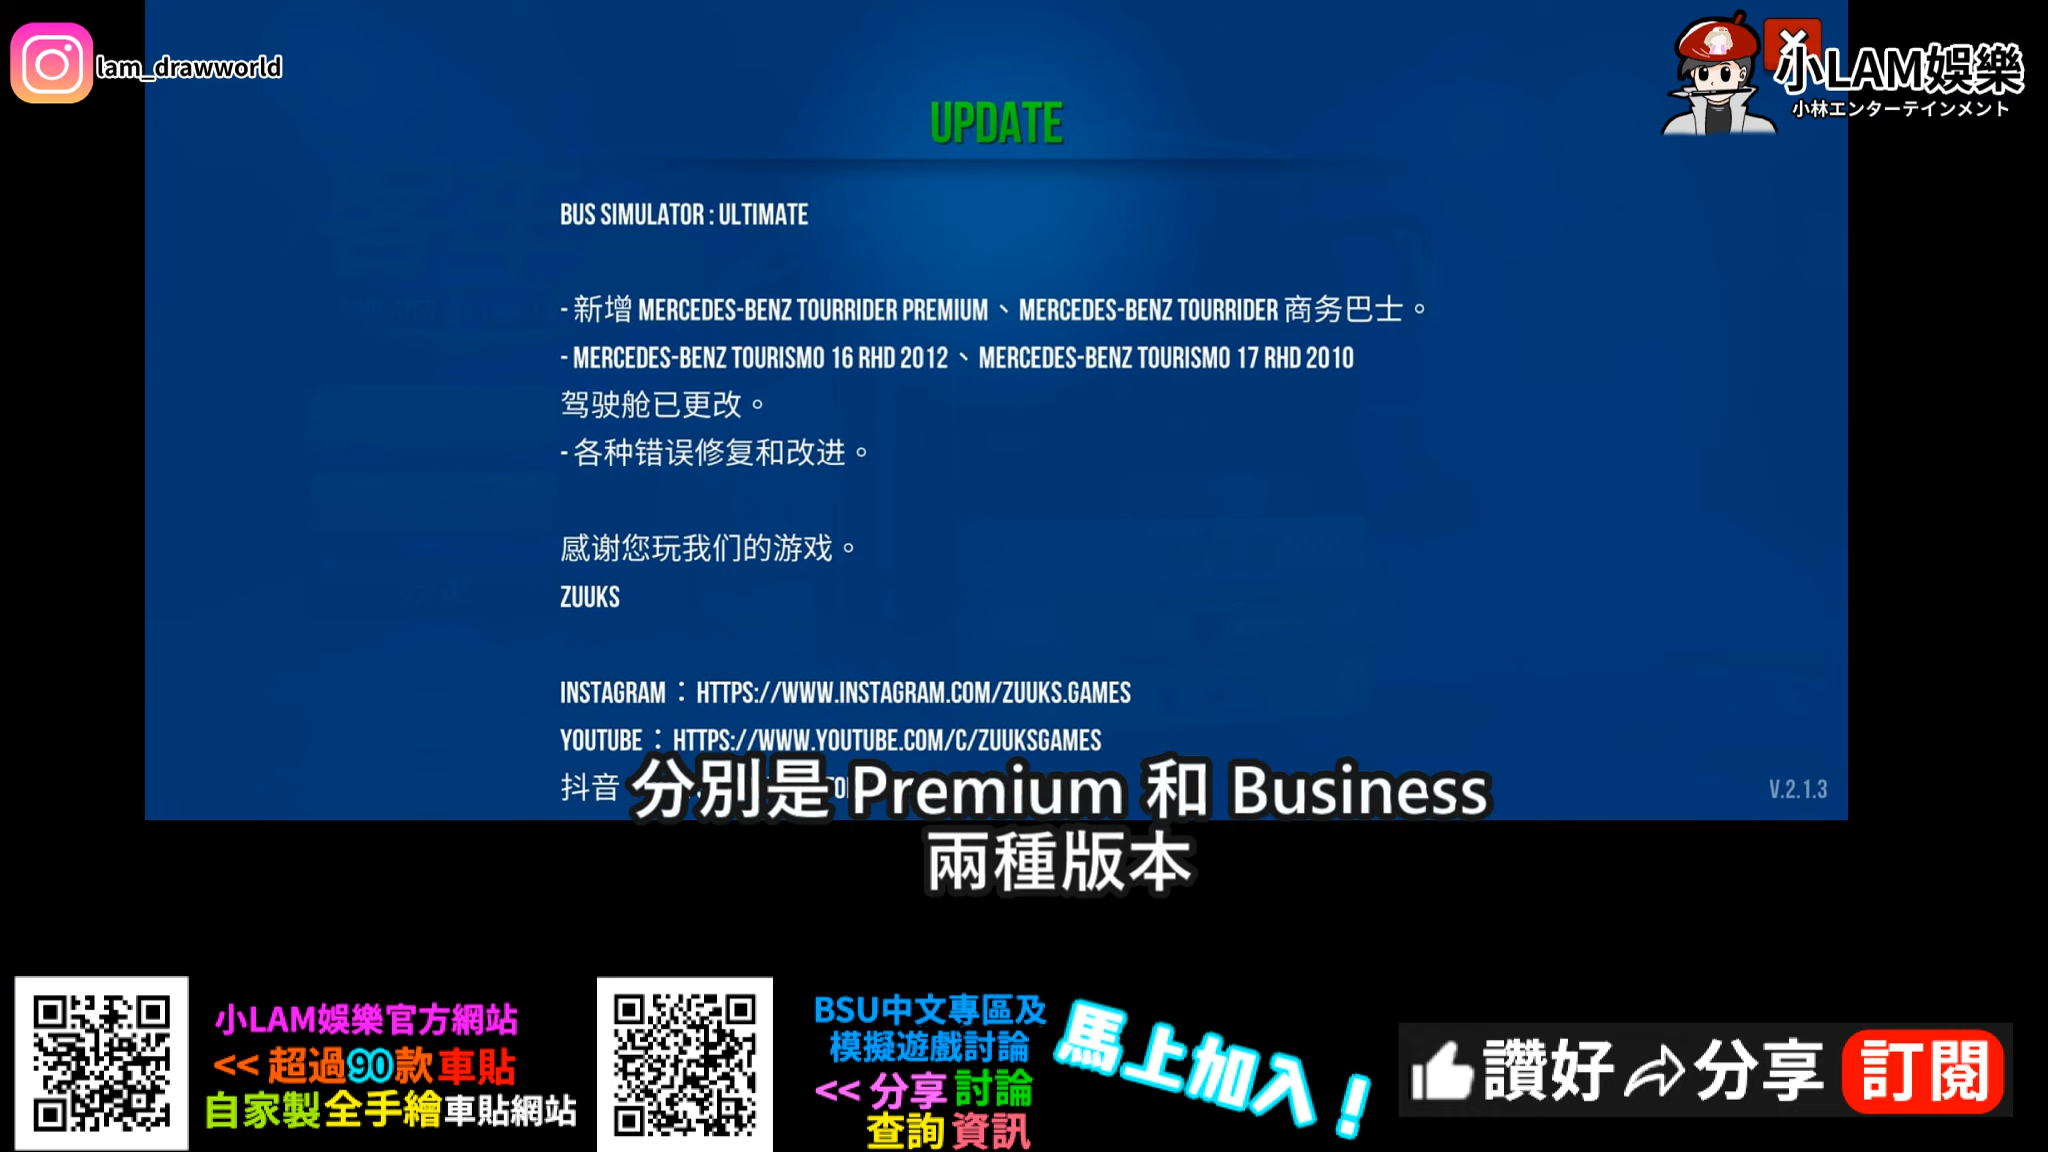 lam_drawworld
小LAM娛樂
小林エンターテインメント
UPDATE
BUS SIMULATOR : ULTIMATE
- 新增 MERCEDES-BENZ TOURRIDER PREMIUM、MERCEDES-BENZ TOURRIDER 商务巴士。
- MERCEDES-BENZ TOURISMO 16 RHD 2012、MERCEDES-BENZ TOURISMO 17 RHD 2010
驾驶舱已更改。
- 各种错误修复和改进。
感谢您玩我们的游戏。
ZUUKS
INSTAGRAM：HTTPS://WWW.INSTAGRAM.COM/ZUUKS.GAMES
YOUTUBE：HTTPS://WWW.YOUTUBE.COM/C/ZUUKSGAMES
抖音
V.2.1.3
分別是 Premium 和 Business
兩種版本
小LAM娛樂官方網站
<< 超過90款車貼
自家製全手繪車貼網站
BSU中文專區及
模擬遊戲討論
<< 分享討論
查詢資訊
馬上加入！
讚好 分享 訂閱